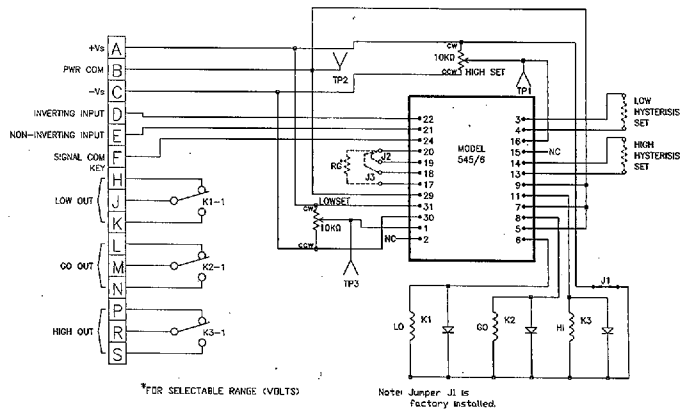 +Vs A
PWR COM B
-Vs C
INVERTING INPUT D
NON-INVERTING INPUT E
SIGNAL COM F
KEY
H
LOW OUT J K1-1
K
L
GO OUT M K2-1
N
P
HIGH OUT R K3-1
S
TP2
CW
10KΩ
HIGH SET
CCW
TP1
MODEL
545/6
22
21
24
20
19
18
17
29
31
30
1
2
3
4
16
15
14
13
9
11
7
8
5
6
NC
LOW
HYSTERISIS
SET
HIGH
HYSTERISIS
SET
RG
J2
J3
LOWSET
CW
10KΩ
CCW
NC
TP3
J1
LO K1
GO K2
Hi K3
*FOR SELECTABLE RANGE (VOLTS)
Note: Jumper J1 is
factory installed.